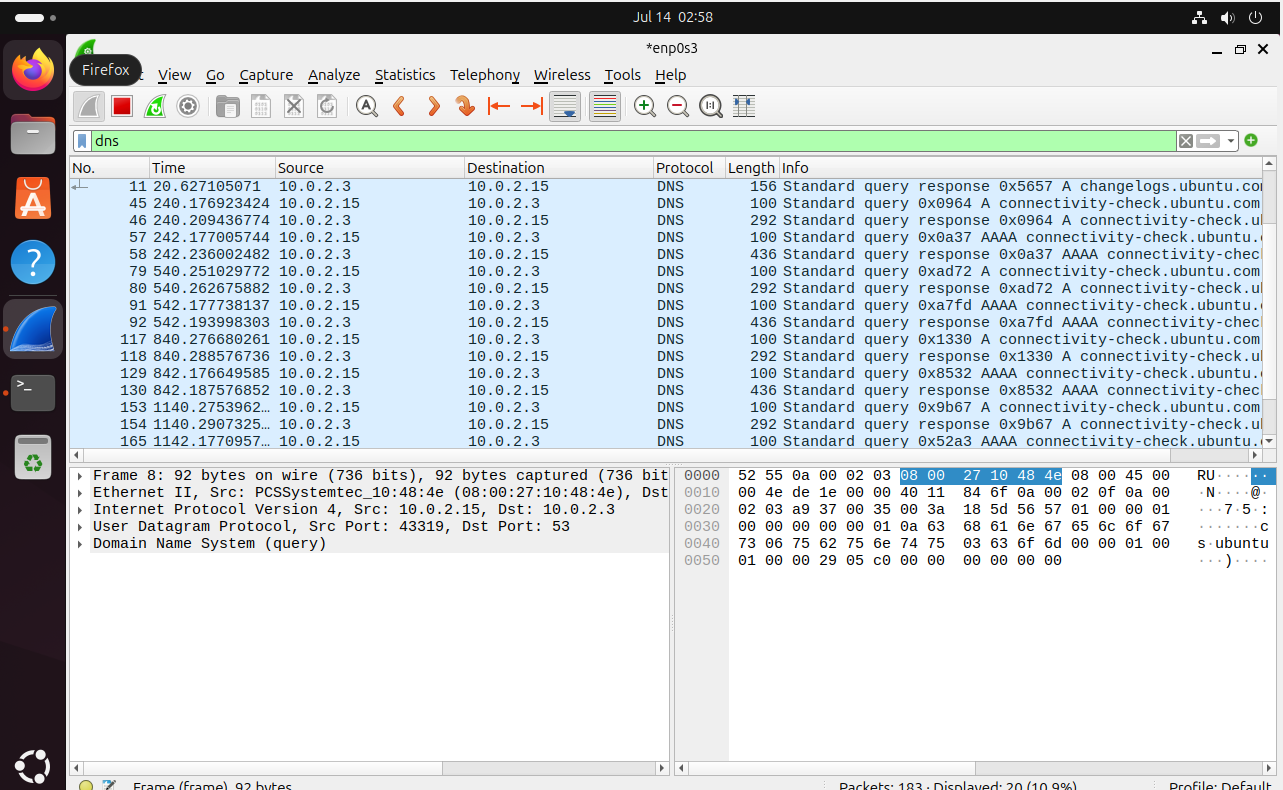 Jul 14 02:58
*enp0s3
Firefox
View Go Capture Analyze Statistics Telephony Wireless Tools Help
dns
No. Time Source Destination Protocol Length Info
11 20.627105071 10.0.2.3 10.0.2.15 DNS 156 Standard query response 0x5657 A changelogs.ubuntu.co
45 240.176923424 10.0.2.15 10.0.2.3 DNS 100 Standard query 0x0964 A connectivity-check.ubuntu.com
46 240.209436774 10.0.2.3 10.0.2.15 DNS 292 Standard query response 0x0964 A connectivity-check.u
57 242.177005744 10.0.2.15 10.0.2.3 DNS 100 Standard query 0x0a37 AAAA connectivity-check.ubuntu.
58 242.236002482 10.0.2.3 10.0.2.15 DNS 436 Standard query response 0x0a37 AAAA connectivity-chec
79 540.251029772 10.0.2.15 10.0.2.3 DNS 100 Standard query 0xad72 A connectivity-check.ubuntu.com
80 540.262675882 10.0.2.3 10.0.2.15 DNS 292 Standard query response 0xad72 A connectivity-check.u
91 542.177738137 10.0.2.15 10.0.2.3 DNS 100 Standard query 0xa7fd AAAA connectivity-check.ubuntu.
92 542.193998303 10.0.2.3 10.0.2.15 DNS 436 Standard query response 0xa7fd AAAA connectivity-chec
117 840.276680261 10.0.2.15 10.0.2.3 DNS 100 Standard query 0x1330 A connectivity-check.ubuntu.com
118 840.288576736 10.0.2.3 10.0.2.15 DNS 292 Standard query response 0x1330 A connectivity-check.u
129 842.176649585 10.0.2.15 10.0.2.3 DNS 100 Standard query 0x8532 AAAA connectivity-check.ubuntu.
130 842.187576852 10.0.2.3 10.0.2.15 DNS 436 Standard query response 0x8532 AAAA connectivity-chec
153 1140.2753962… 10.0.2.15 10.0.2.3 DNS 100 Standard query 0x9b67 A connectivity-check.ubuntu.com
154 1140.2907325… 10.0.2.3 10.0.2.15 DNS 292 Standard query response 0x9b67 A connectivity-check.u
165 1142.1770957… 10.0.2.15 10.0.2.3 DNS 100 Standard query 0x52a3 AAAA connectivity-check.ubuntu.
Frame 8: 92 bytes on wire (736 bits), 92 bytes captured (736 bit
Ethernet II, Src: PCSSystemtec_10:48:4e (08:00:27:10:48:4e), Dst
Internet Protocol Version 4, Src: 10.0.2.15, Dst: 10.0.2.3
User Datagram Protocol, Src Port: 43319, Dst Port: 53
Domain Name System (query)
0000 52 55 0a 00 02 03 08 00 27 10 48 4e 08 00 45 00 RU······
0010 00 4e de 1e 00 00 40 11 84 6f 0a 00 02 0f 0a 00 ·N····@·
0020 02 03 a9 37 00 35 00 3a 18 5d 56 57 01 00 00 01 ···7·5·:
0030 00 00 00 00 00 01 0a 63 68 61 6e 67 65 6c 6f 67 ·······c
0040 73 06 75 62 75 6e 74 75 03 63 6f 6d 00 00 01 00 s·ubuntu
0050 01 00 00 29 05 c0 00 00 00 00 00 00 ···)····
Frame (frame), 92 bytes Packets: 183 · Displayed: 20 (10.9%) Profile: Default